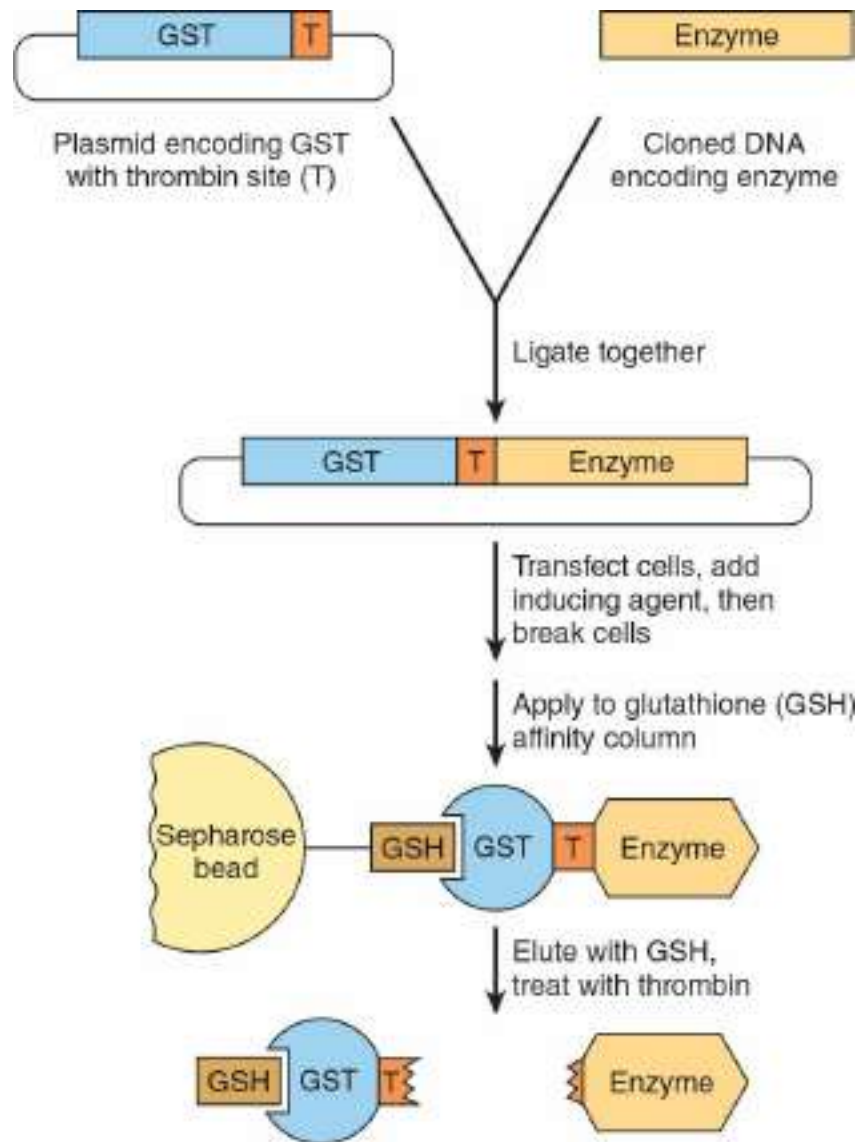 GST T
Enzyme
Plasmid encoding GST
with thrombin site (T)
Cloned DNA
encoding enzyme
Ligate together
GST T Enzyme
Transfect cells, add
inducing agent, then
break cells
Apply to glutathione (GSH)
affinity column
Sepharose
bead
GSH GST T Enzyme
Elute with GSH,
treat with thrombin
GSH GST T Enzyme